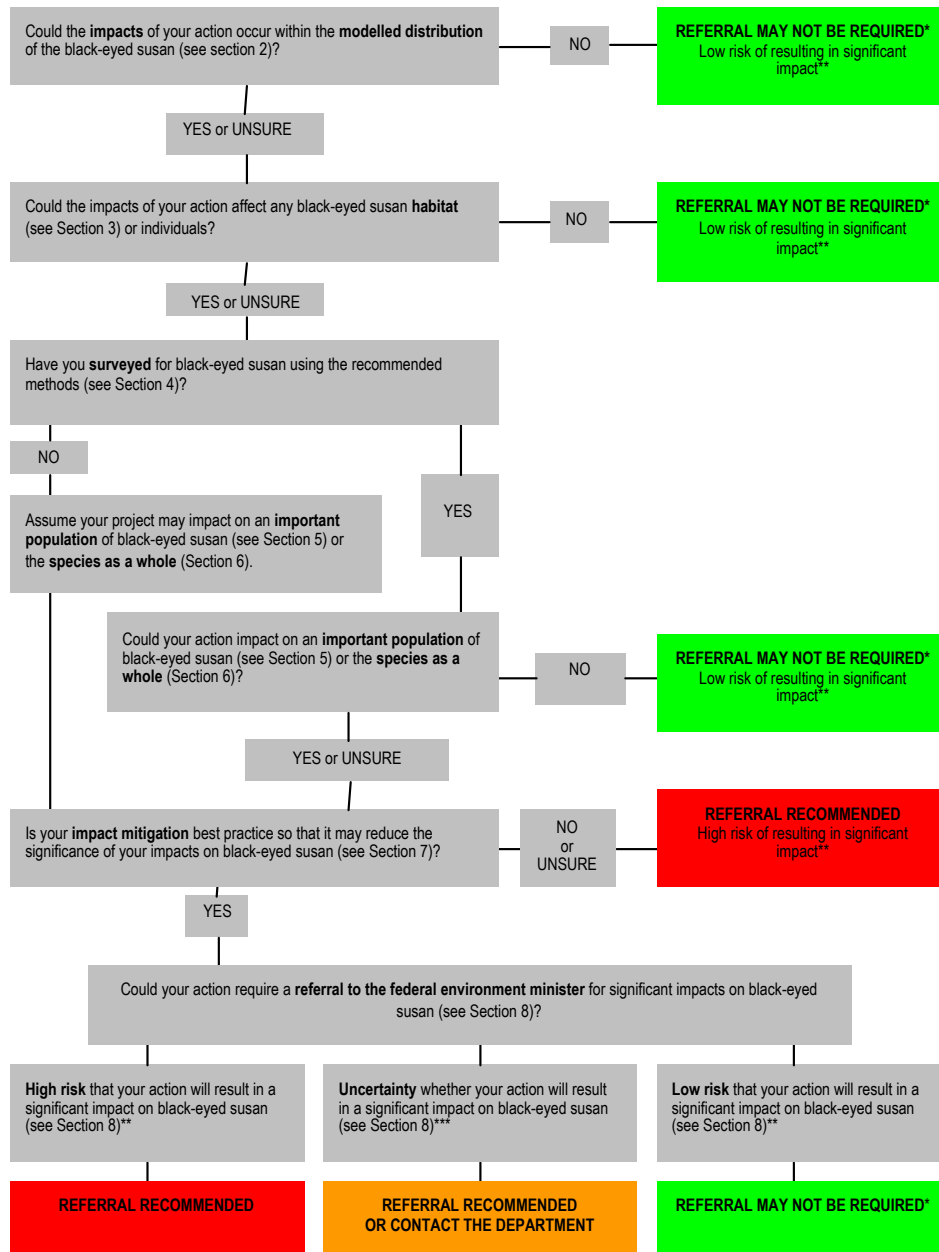 Could the impacts of your action occur within the modelled distribution
of the black-eyed susan (see section 2)?
NO
REFERRAL MAY NOT BE REQUIRED*
Low risk of resulting in significant
impact**
YES or UNSURE
Could the impacts of your action affect any black-eyed susan habitat
(see Section 3) or individuals?
NO
REFERRAL MAY NOT BE REQUIRED*
Low risk of resulting in significant
impact**
YES or UNSURE
Have you surveyed for black-eyed susan using the recommended
methods (see Section 4)?
NO
YES
Assume your project may impact on an important
population of black-eyed susan (see Section 5) or
the species as a whole (Section 6).
Could your action impact on an important population of
black-eyed susan (see Section 5) or the species as a
whole (Section 6)?
NO
REFERRAL MAY NOT BE REQUIRED*
Low risk of resulting in significant
impact**
YES or UNSURE
Is your impact mitigation best practice so that it may reduce the
significance of your impacts on black-eyed susan (see Section 7)?
NO
or
UNSURE
REFERRAL RECOMMENDED
High risk of resulting in significant
impact**
YES
Could your action require a referral to the federal environment minister for significant impacts on black-eyed
susan (see Section 8)?
High risk that your action will result in a
significant impact on black-eyed susan
(see Section 8)**
Uncertainty whether your action will result
in a significant impact on black-eyed susan
(see Section 8)***
Low risk that your action will result in a
significant impact on black-eyed susan
(see Section 8)**
REFERRAL RECOMMENDED
REFERRAL RECOMMENDED
OR CONTACT THE DEPARTMENT
REFERRAL MAY NOT BE REQUIRED*